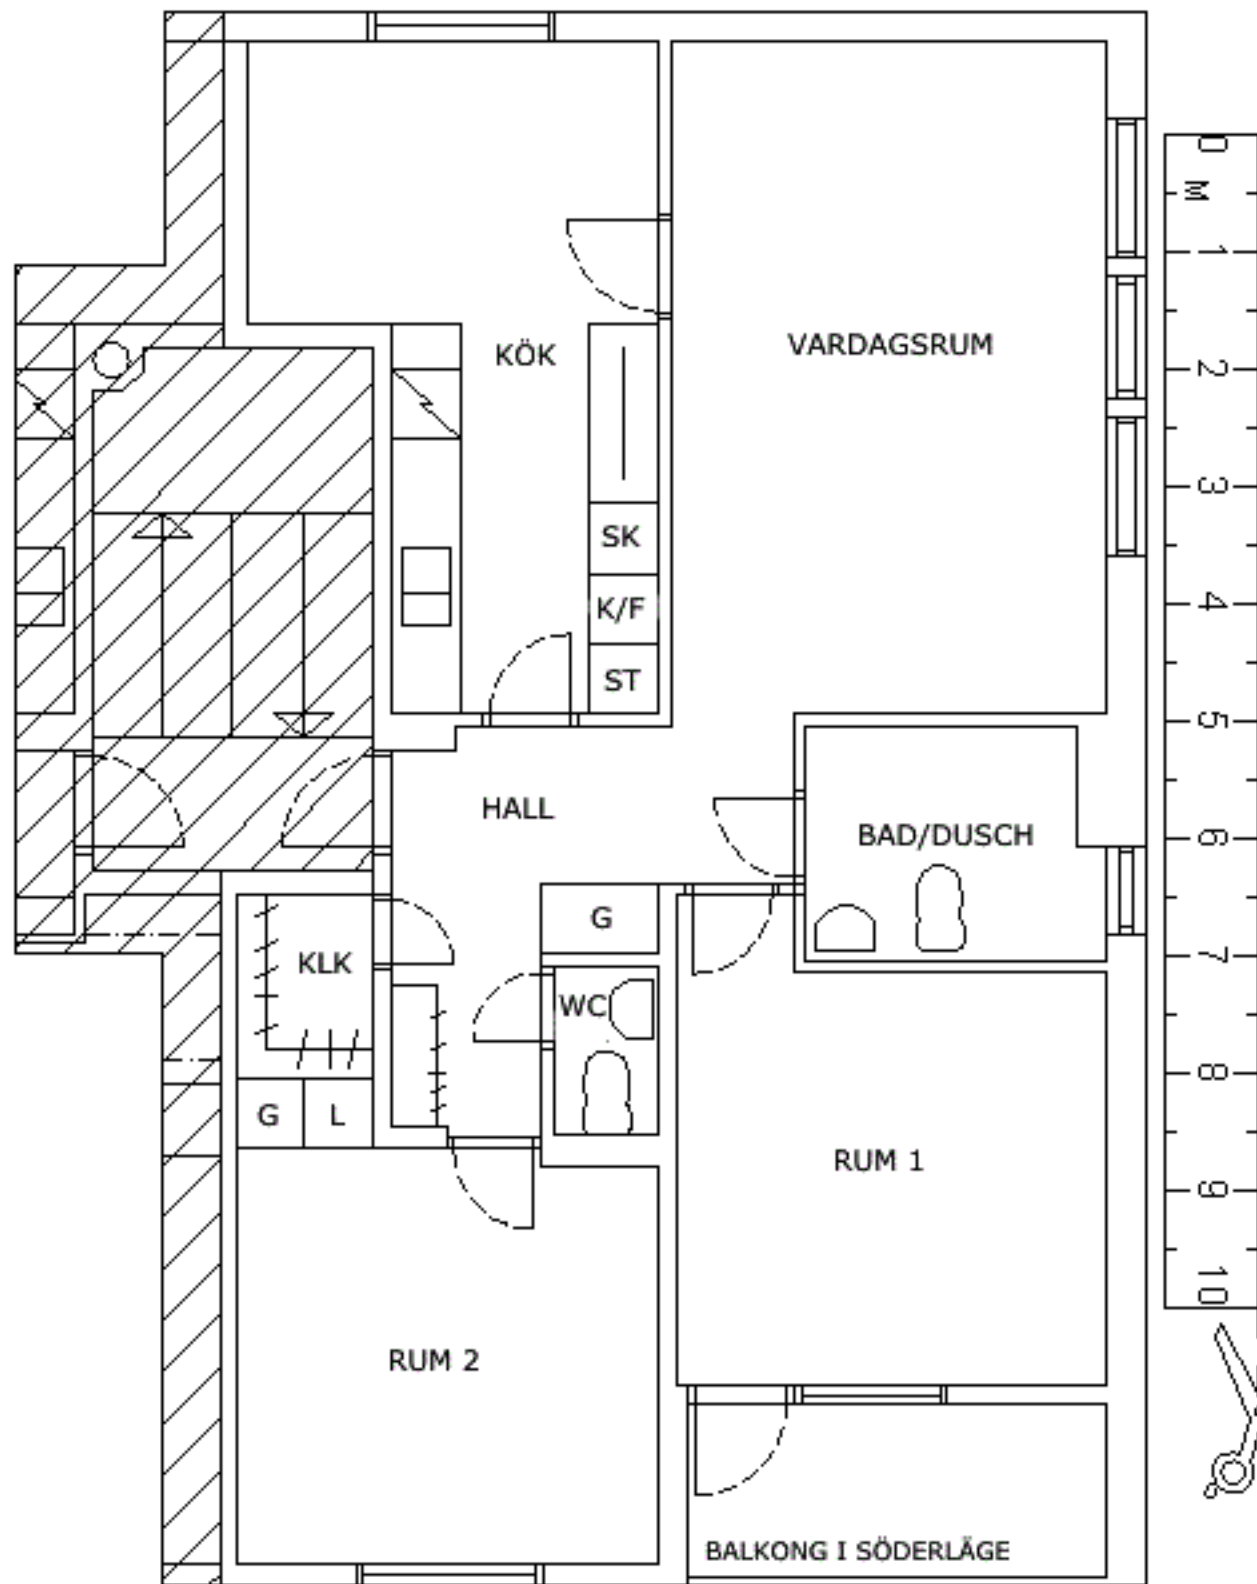 KÖK
VARDAGSRUM
SK
K/F
ST
HALL
BAD/DUSCH
G
KLK
WC
G
L
RUM 1
RUM 2
BALKONG I SÖDERLÄGE
0 M
1
2
3
4
5
6
7
8
9
10